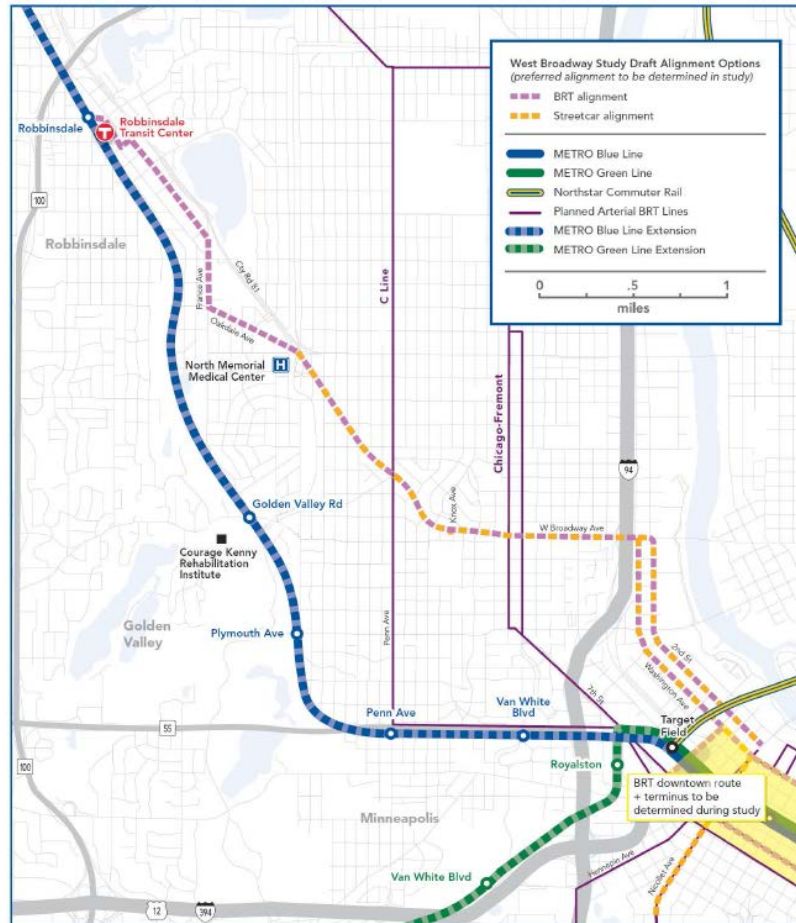 West Broadway Study Draft Alignment Options
(preferred alignment to be determined in study)
BRT alignment
Streetcar alignment
METRO Blue Line
METRO Green Line
Northstar Commuter Rail
Planned Arterial BRT Lines
METRO Blue Line Extension
METRO Green Line Extension
0 .5 1
miles
Robbinsdale
T
Robbinsdale
Transit Center
100
Robbinsdale
France Ave
Cty Rd 81
Oakdale Ave
North Memorial
Medical Center
H
C Line
Chicago-Fremont
94
Golden Valley Rd
Knox Ave
W Broadway Ave
Courage Kenny
Rehabilitation
Institute
Golden
Valley
Plymouth Ave
Penn Ave
2nd St
Washington Ave
7th St
Penn Ave
Van White
Blvd
Target
Field
55
100
Royalston
BRT downtown route
+ terminus to be
determined during study
Minneapolis
Hennepin Ave
Nicollet Ave
Van White Blvd
12
394